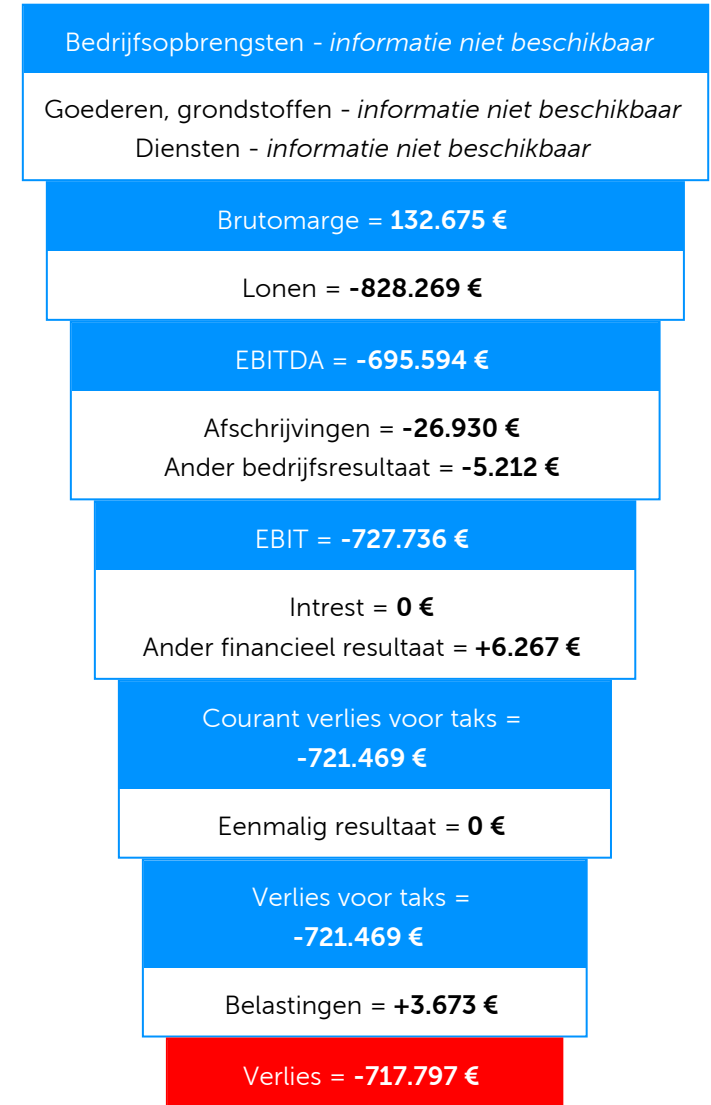 Bedrijfsopbrengsten - informatie niet beschikbaar
Goederen, grondstoffen - informatie niet beschikbaar
Diensten - informatie niet beschikbaar
Brutomarge = 132.675 €
Lonen = -828.269 €
EBITDA = -695.594 €
Afschrijvingen = -26.930 €
Ander bedrijfsresultaat = -5.212 €
EBIT = -727.736 €
Intrest = 0 €
Ander financieel resultaat = +6.267 €
Courant verlies voor taks =
-721.469 €
Eenmalig resultaat = 0 €
Verlies voor taks =
-721.469 €
Belastingen = +3.673 €
Verlies = -717.797 €